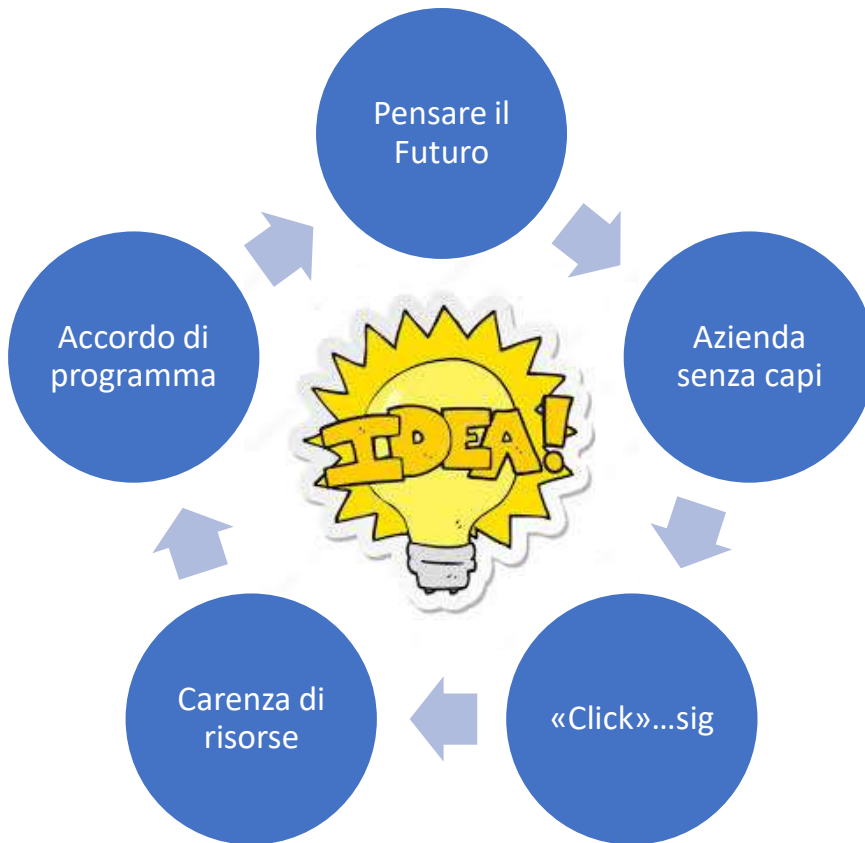 Pensare il
Futuro
Azienda
senza capi
«Click»...sig
Carenza di
risorse
Accordo di
programma
IDEA!